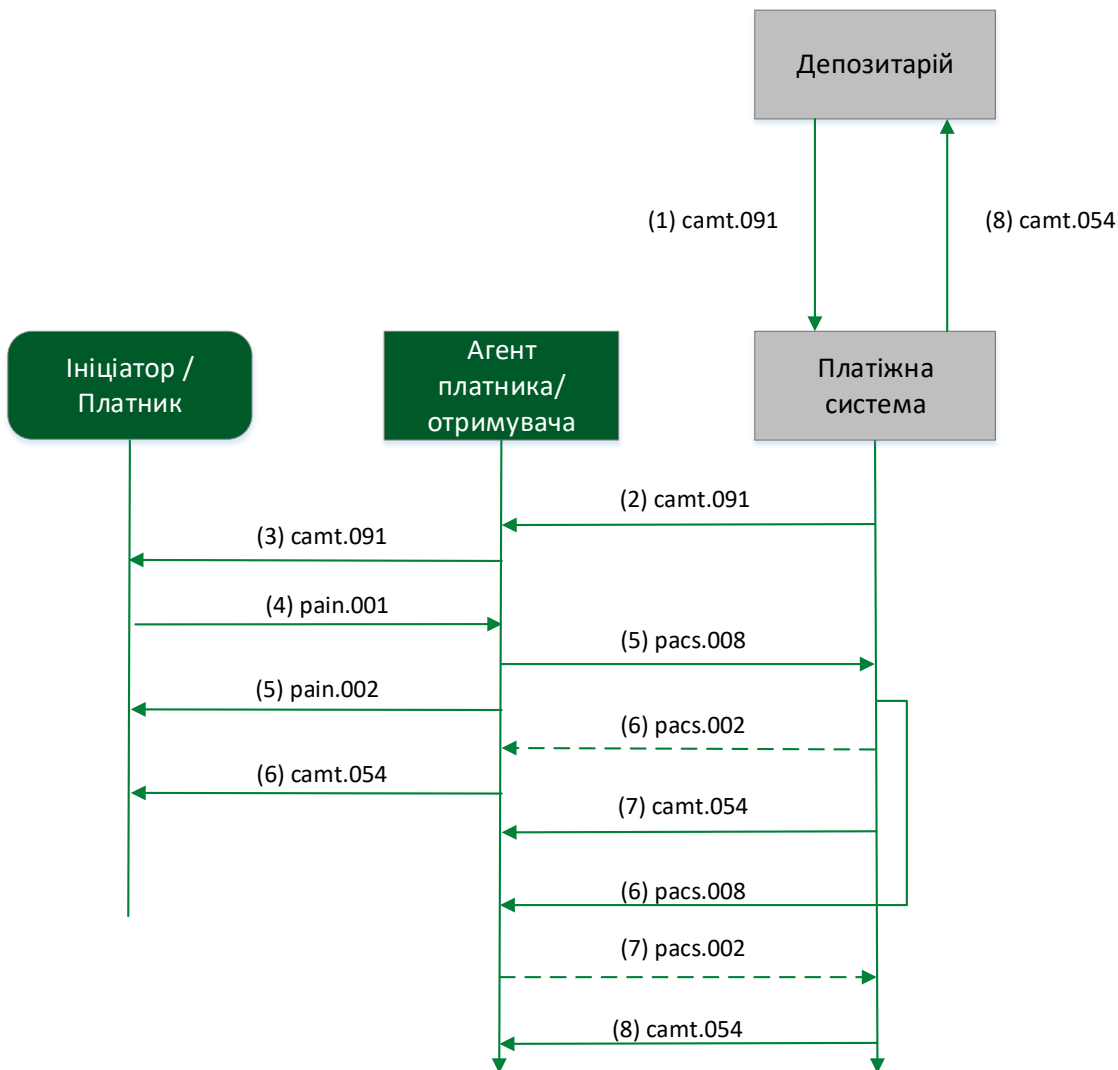 Депозитарій
(1) camt.091
(8) camt.054
Ініціатор /
Платник
Агент
платника/
отримувача
Платіжна
система
(2) camt.091
(3) camt.091
(4) pain.001
(5) pacs.008
(5) pain.002
(6) pacs.002
(6) camt.054
(7) camt.054
(6) pacs.008
(7) pacs.002
(8) camt.054